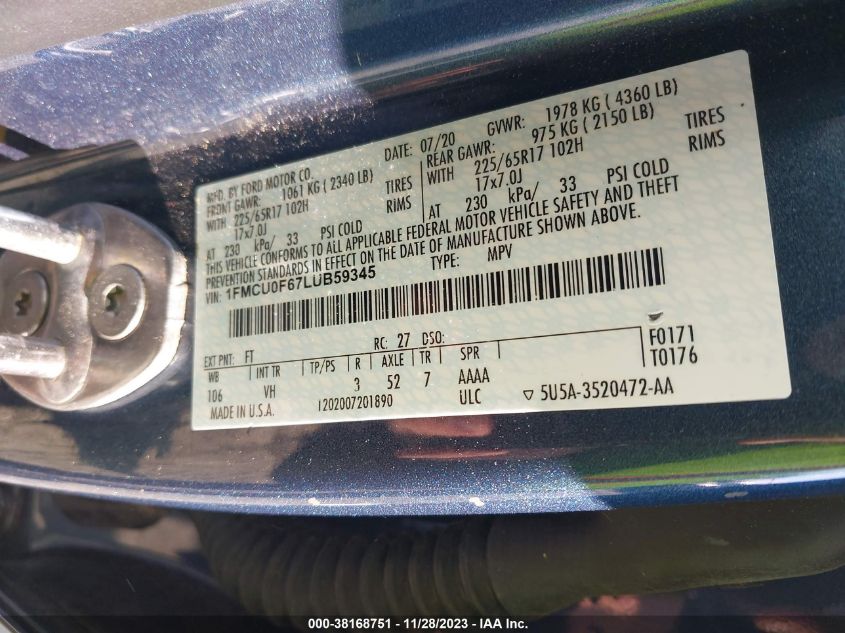 MFD. BY FORD MOTOR CO.
DATE: 07/20 GVWR: 1978 KG ( 4360 LB)
FRONT GAWR: 1061 KG ( 2340 LB)
REAR GAWR: 975 KG ( 2150 LB)
WITH 225/65R17 102H TIRES
WITH 225/65R17 102H TIRES
17x7.0J RIMS
17x7.0J RIMS
AT 230 kPa/ 33 PSI COLD
AT 230 kPa/ 33 PSI COLD
THIS VEHICLE CONFORMS TO ALL APPLICABLE FEDERAL MOTOR VEHICLE SAFETY AND THEFT
PREVENTION STANDARDS IN EFFECT ON THE DATE OF MANUFACTURE SHOWN ABOVE.
VIN: 1FMCU0F67LUB59345 TYPE: MPV
EXT PNT: FT RC: 27 DSO:
WB INT TR TP/PS R AXLE TR SPR
106 VH 3 52 7 AAAA
F0171
T0176
MADE IN U.S.A. I202007201890 ULC ▽ 5U5A-3520472-AA
000-38168751 — 11/28/2023 — IAA Inc.